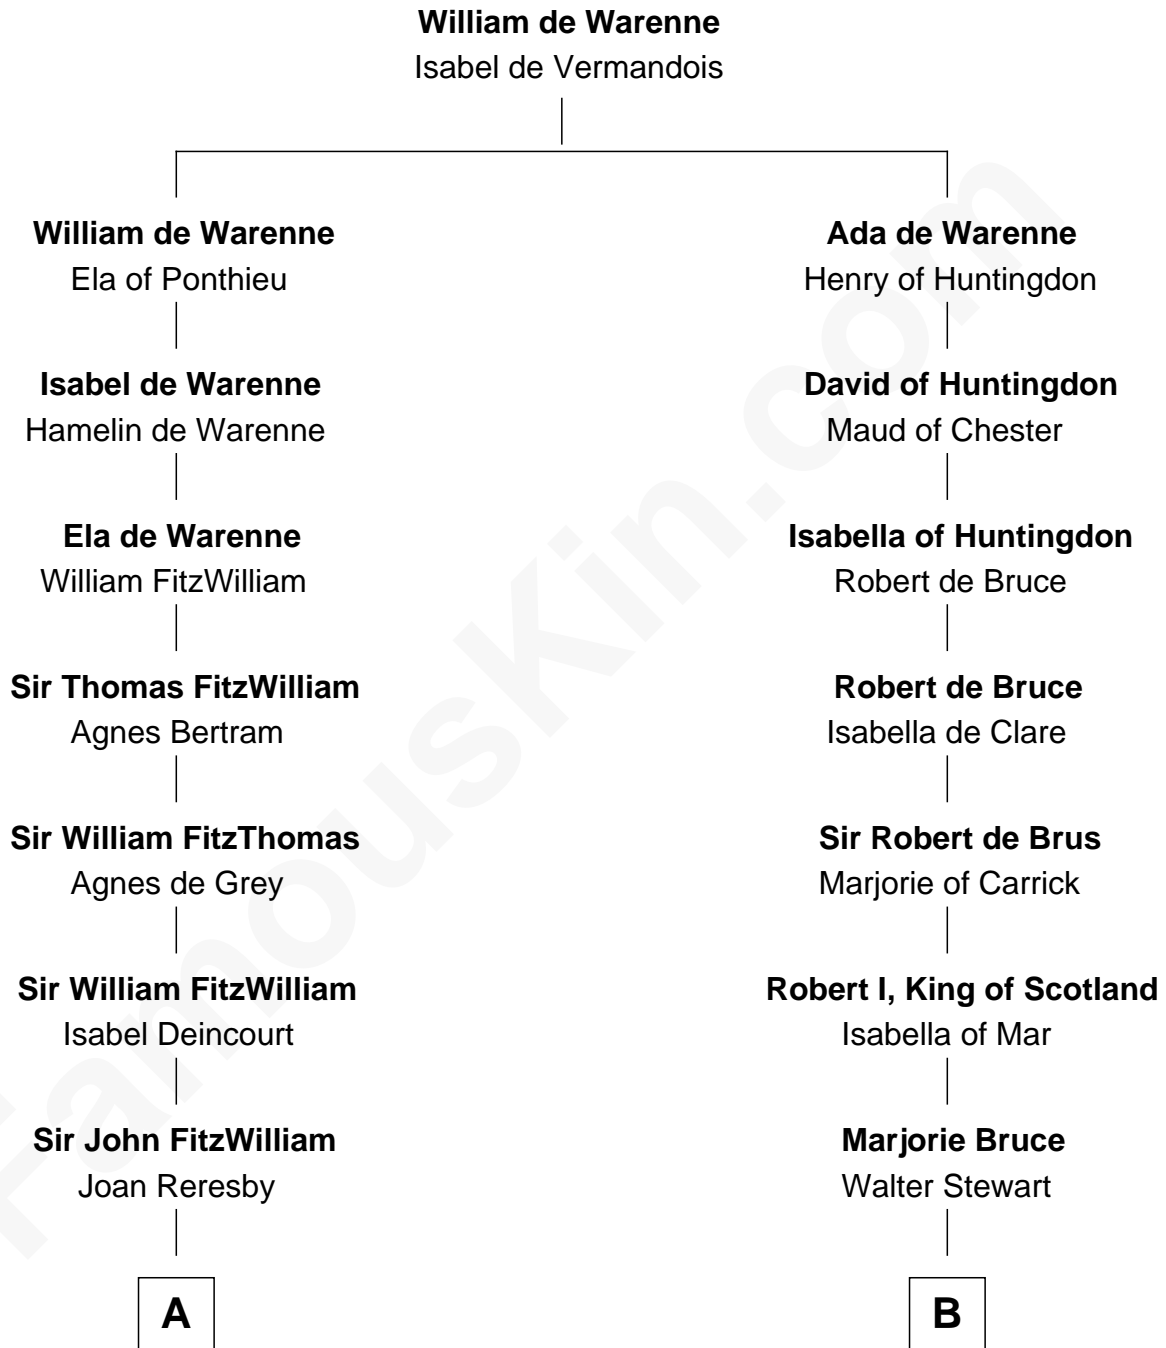 William de Warenne
Isabel de Vermandois
William de Warenne
Ela of Ponthieu
Isabel de Warenne
Hamelin de Warenne
Ela de Warenne
William FitzWilliam
Sir Thomas FitzWilliam
Agnes Bertram
Sir William FitzThomas
Agnes de Grey
Sir William FitzWilliam
Isabel Deincourt
Sir John FitzWilliam
Joan Reresby
A
Ada de Warenne
Henry of Huntingdon
David of Huntingdon
Maud of Chester
Isabella of Huntingdon
Robert de Bruce
Robert de Bruce
Isabella de Clare
Sir Robert de Brus
Marjorie of Carrick
Robert I, King of Scotland
Isabella of Mar
Marjorie Bruce
Walter Stewart
B
FamousKin.com